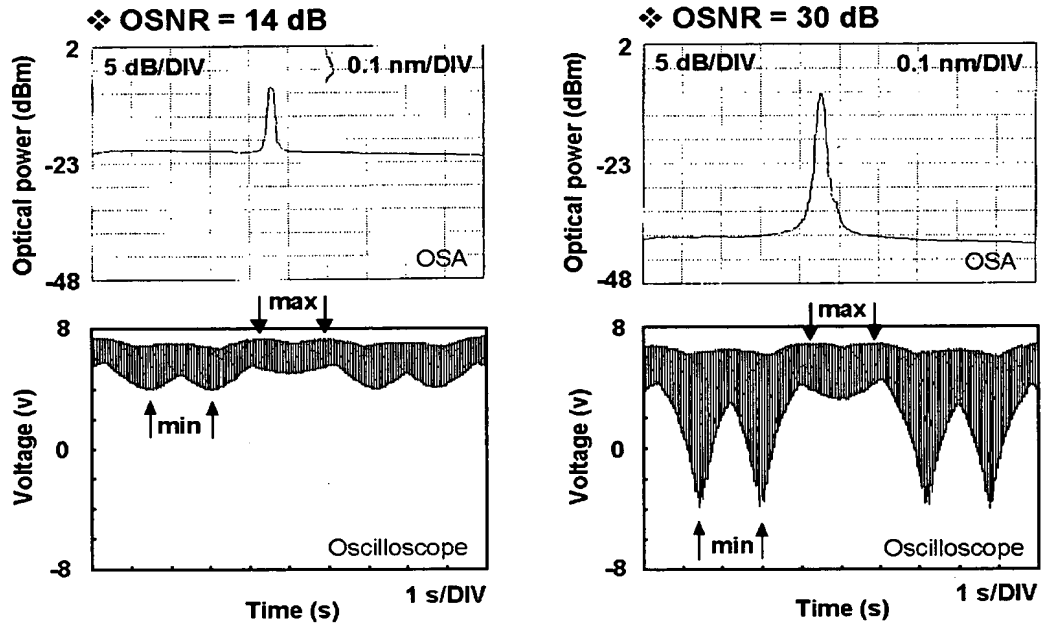 ❖ OSNR = 14 dB
2
5 dB/DIV
0.1 nm/DIV
-23
-48
Optical power (dBm)
OSA
8
max
min
0
-8
Voltage (v)
Oscilloscope
1 s/DIV
Time (s)
❖ OSNR = 30 dB
2
5 dB/DIV
0.1 nm/DIV
-23
-48
Optical power (dBm)
OSA
8
max
0
min
-8
Voltage (v)
Oscilloscope
1 s/DIV
Time (s)